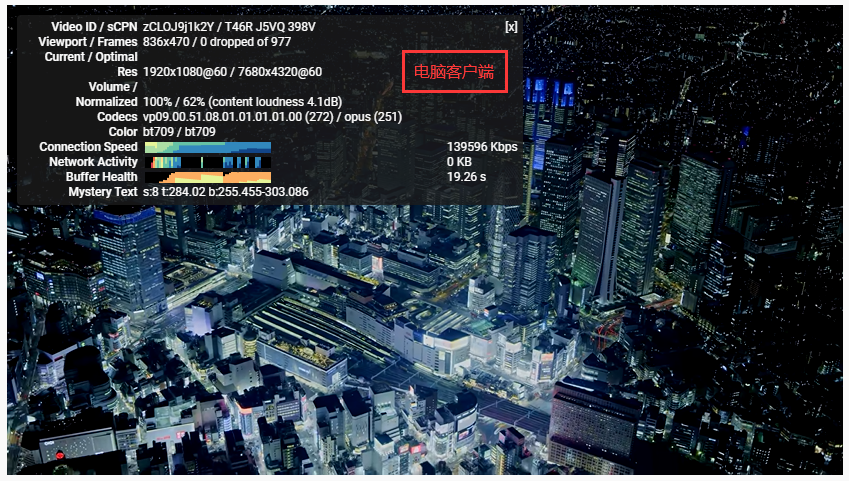 Video ID / sCPN zCLOJ9j1k2Y / T46R J5VQ 398V [x]
Viewport / Frames 836x470 / 0 dropped of 977
Current / Optimal
Res 1920x1080@60 / 7680x4320@60
电脑客户端
Volume /
Normalized 100% / 62% (content loudness 4.1dB)
Codecs vp09.00.51.08.01.01.01.01.00 (272) / opus (251)
Color bt709 / bt709
Connection Speed 139596 Kbps
Network Activity 0 KB
Buffer Health 19.26 s
Mystery Text s:8 t:284.02 b:255.455-303.086